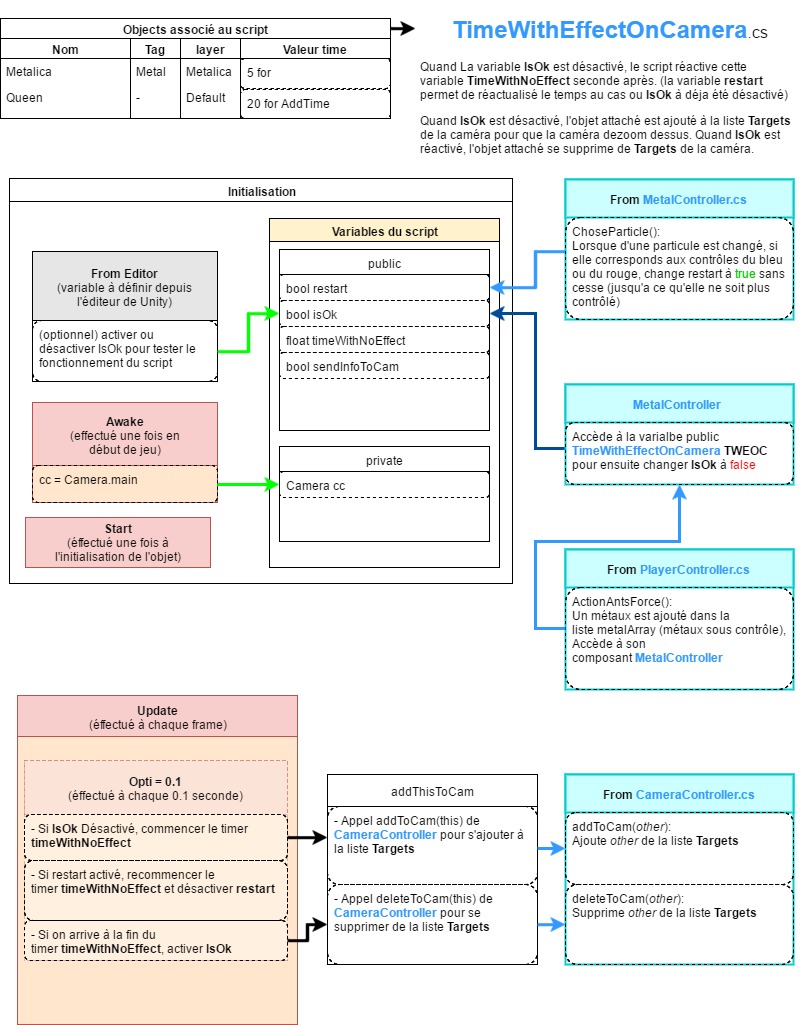 Objects associé au script
Nom Tag layer Valeur time
Metalica Metal Metalica 5 for
Queen - Default 20 for AddTime
TimeWithEffectOnCamera.cs
Quand La variable IsOk est désactivé, le script réactive cette
variable TimeWithNoEffect seconde après. (la variable restart
permet de réactualisé le temps au cas ou IsOk à déja été désactivé)
Quand IsOk est désactivé, l'objet attaché est ajouté à la liste Targets
de la caméra pour que la caméra dezoom dessus. Quand IsOk est
réactivé, l'objet attaché se supprime de Targets de la caméra.
Initialisation
From Editor
(variable à définir depuis
l'éditeur de Unity)
(optionnel) activer ou
désactiver IsOk pour tester le
fonctionnement du script
Awake
(effectué une fois en
début de jeu)
cc = Camera.main
Start
(éffectué une fois à
l'initialisation de l'objet)
Variables du script
public
bool restart
bool isOk
float timeWithNoEffect
bool sendInfoToCam
private
Camera cc
From MetalController.cs
ChoseParticle():
Lorsque d'une particule est changé, si
elle corresponds aux contrôles du bleu
ou du rouge, change restart à true sans
cesse (jusqu'a ce qu'elle ne soit plus
contrôlé)
MetalController
Accède à la varialbe public
TimeWithEffectOnCamera TWEOC
pour ensuite changer IsOk à false
From PlayerController.cs
ActionAntsForce():
Un métaux est ajouté dans la
liste metalArray (métaux sous contrôle),
Accède à son
composant MetalController
Update
(éffectué à chaque frame)
Opti = 0.1
(éffectué à chaque 0.1 seconde)
- Si IsOk Désactivé, commencer le timer
timeWithNoEffect
- Si restart activé, recommencer le
timer timeWithNoEffect et désactiver restart
- Si on arrive à la fin du
timer timeWithNoEffect, activer IsOk
addThisToCam
- Appel addToCam(this) de
CameraController pour s'ajouter à
la liste Targets
- Appel deleteToCam(this) de
CameraController pour se
supprimer de la liste Targets
From CameraController.cs
addToCam(other):
Ajoute other de la liste Targets
deleteToCam(other):
Supprime other de la liste Targets